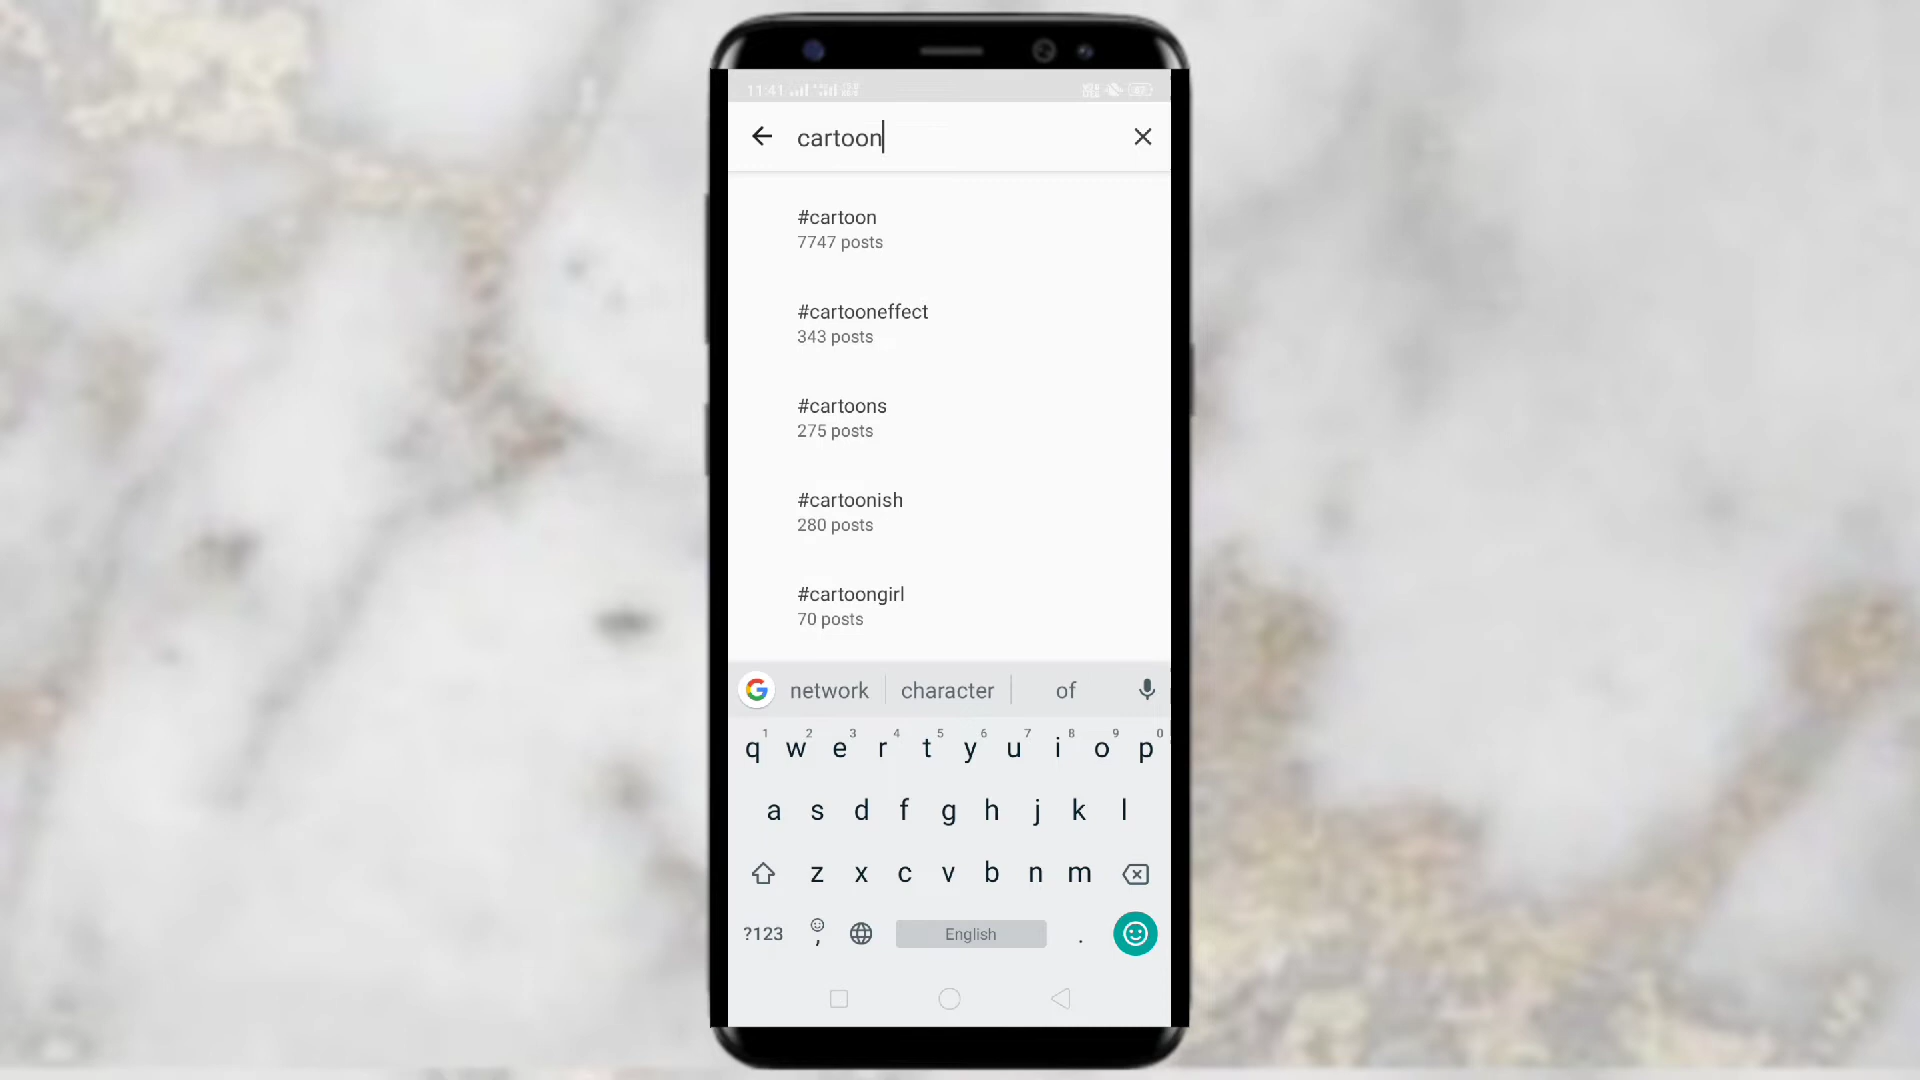 11:41
cartoon
#cartoon
7747 posts
#cartooneffect
343 posts
#cartoons
275 posts
#cartoonish
280 posts
#cartoongirl
70 posts
network character of
1 2 3 4 5 6 7 8 9 0
q w e r t y u i o p
a s d f g h j k l
z x c v b n m
?123 , English .